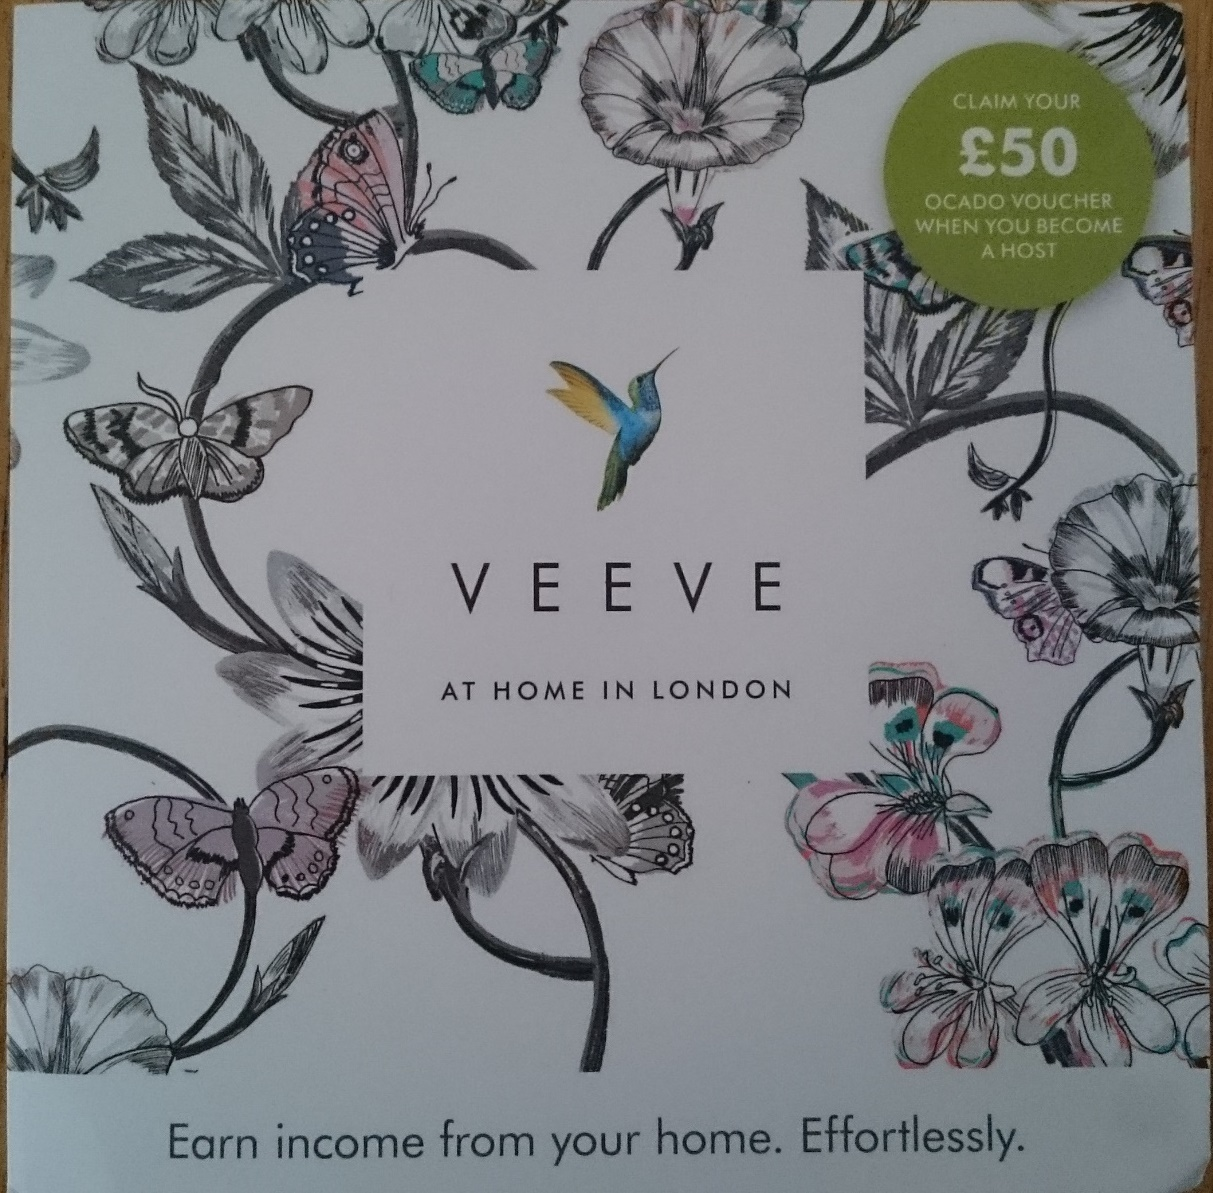 CLAIM YOUR
£50
OCADO VOUCHER
WHEN YOU BECOME
A HOST
VEEVE
AT HOME IN LONDON
Earn income from your home. Effortlessly.